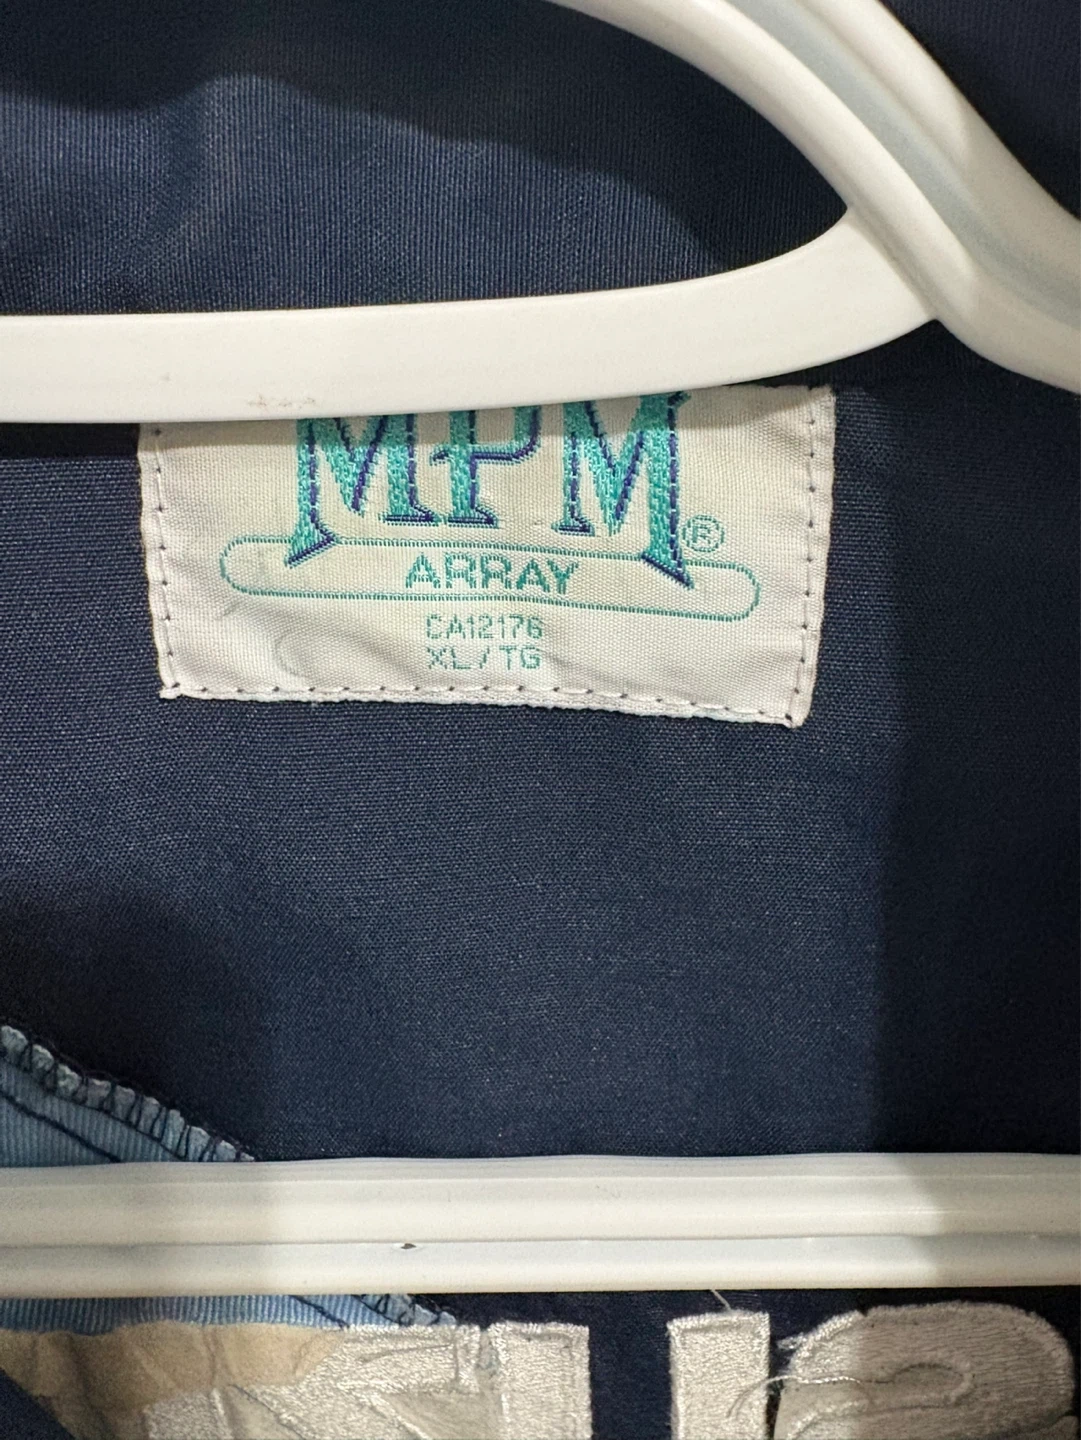 MPM®
ARRAY
CA12176
XL / TG